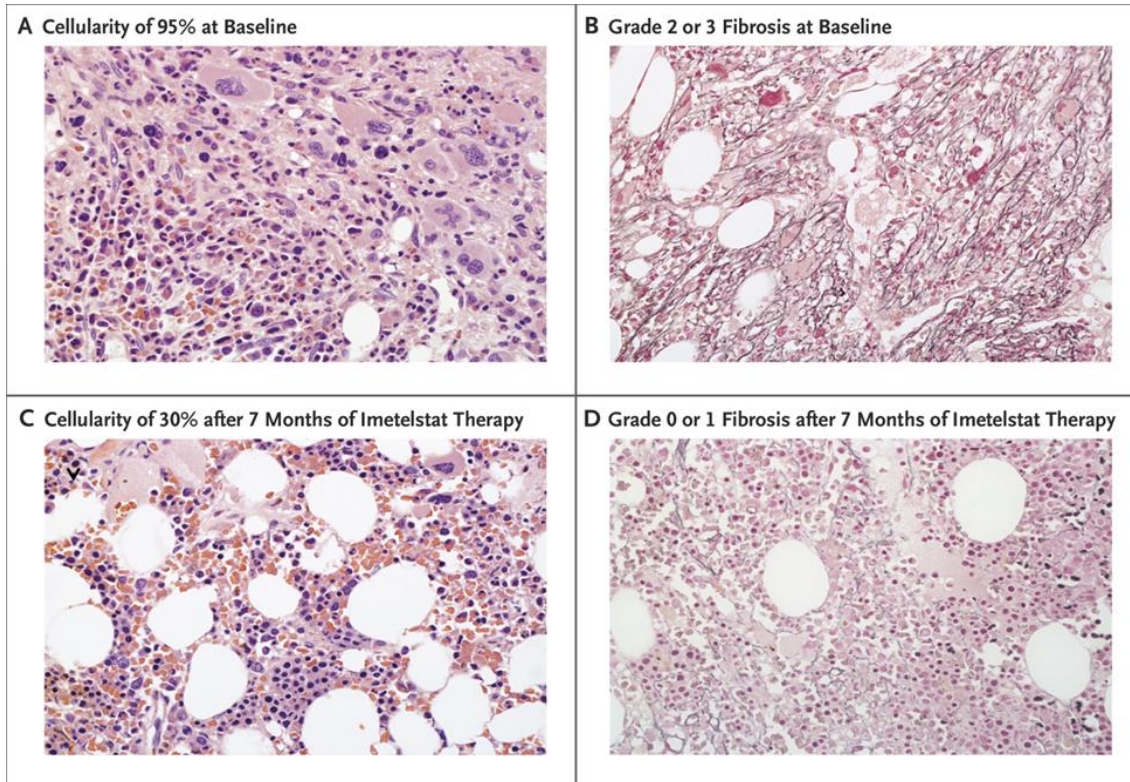 A Cellularity of 95% at Baseline
B Grade 2 or 3 Fibrosis at Baseline
C Cellularity of 30% after 7 Months of Imetelstat Therapy
D Grade 0 or 1 Fibrosis after 7 Months of Imetelstat Therapy